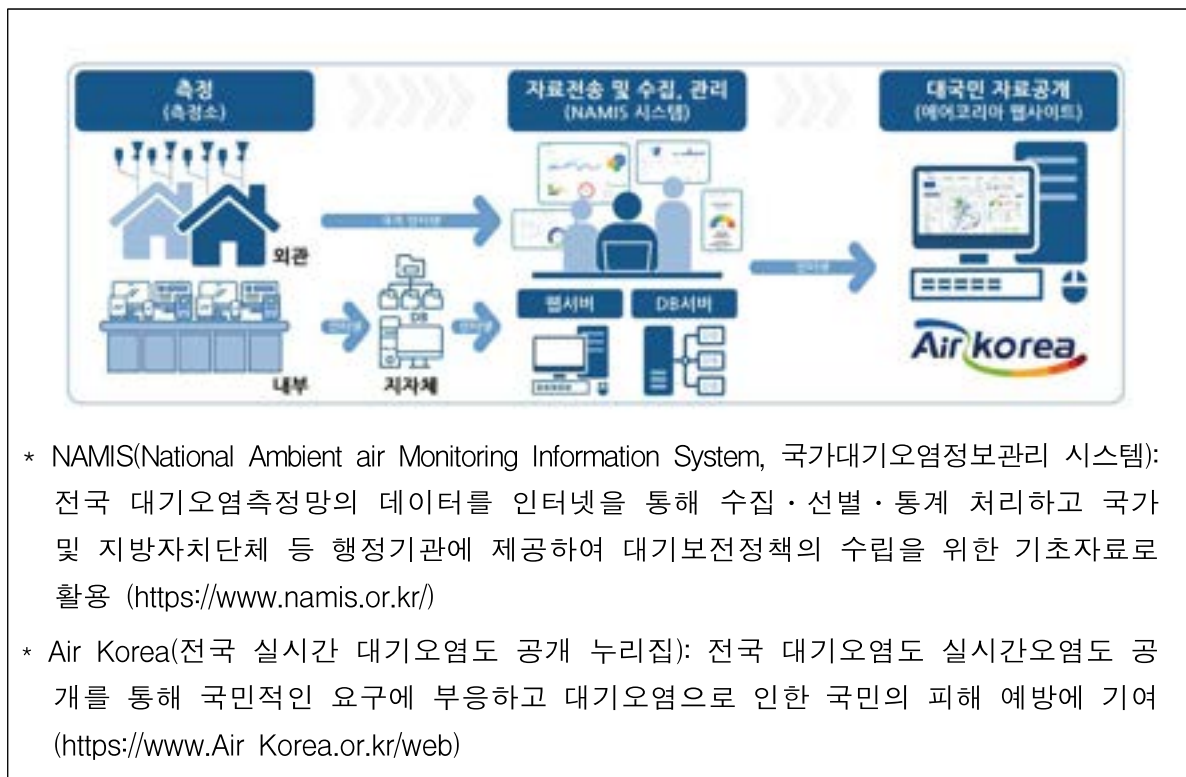 측정
(측정소)
자료전송 및 수집, 관리
(NAMIS 시스템)
대국민 자료공개
(에어코리아 웹사이트)
외관
내부
DB
지자체
웹서버
DB서버
Air korea
* NAMIS(National Ambient air Monitoring Information System, 국가대기오염정보관리 시스템):
전국 대기오염측정망의 데이터를 인터넷을 통해 수집·선별·통계 처리하고 국가
및 지방자치단체 등 행정기관에 제공하여 대기보전정책의 수립을 위한 기초자료로
활용 (https://www.namis.or.kr/)
* Air Korea(전국 실시간 대기오염도 공개 누리집): 전국 대기오염도 실시간오염도 공
개를 통해 국민적인 요구에 부응하고 대기오염으로 인한 국민의 피해 예방에 기여
(https://www.Air Korea.or.kr/web)